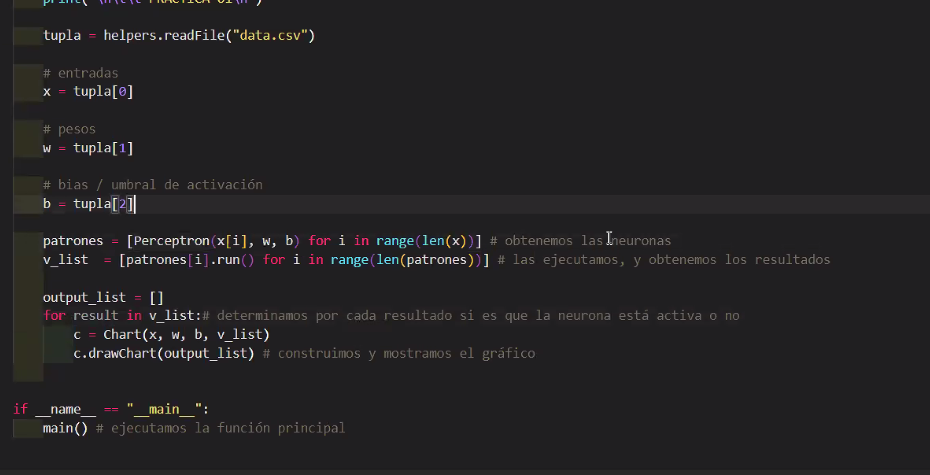 print("\n\t\t PRACTICA 01\n")
tupla = helpers.readFile("data.csv")
# entradas
x = tupla[0]
# pesos
w = tupla[1]
# bias / umbral de activación
b = tupla[2]
patrones = [Perceptron(x[i], w, b) for i in range(len(x))] # obtenemos las neuronas
v_list  = [patrones[i].run() for i in range(len(patrones))] # las ejecutamos, y obtenemos los resultados
output_list = []
for result in v_list:# determinamos por cada resultado si es que la neurona está activa o no
c = Chart(x, w, b, v_list)
c.drawChart(output_list) # construimos y mostramos el gráfico
if __name__ == "__main__":
main() # ejecutamos la función principal